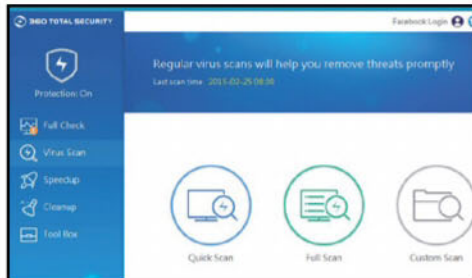 360 TOTAL SECURITY
Facebook Login
Regular virus scans will help you remove threats promptly
Last scan time 2015-02-25 08:30
Protection: On
Full Check
Virus Scan
Speedup
Cleanup
Tool Box
Quick Scan
Full Scan
Custom Scan